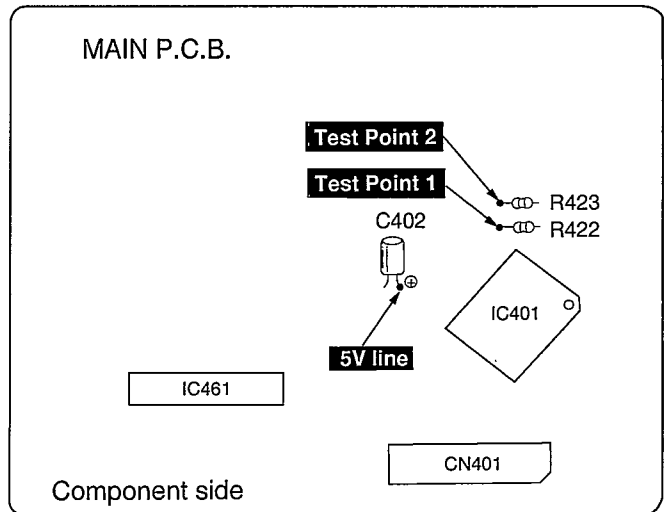 MAIN P.C.B.
Test Point 2
Test Point 1
R423
R422
C402
⊕
IC401
5V line
IC461
CN401
Component side